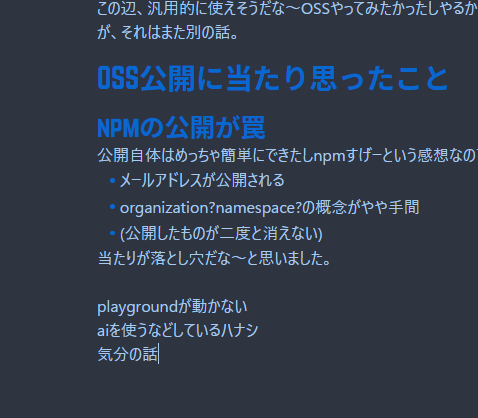 この辺、汎用的に使えそうだな～OSSやってみたかったしやるか
が、それはまた別の話。
OSS公開に当たり思ったこと
NPMの公開が罠
公開自体はめっちゃ簡単にできたしnpmすげーという感想なので
メールアドレスが公開される
organization?namespace?の概念がやや手間
(公開したものが二度と消えない)
当たりが落とし穴だな～と思いました。
playgroundが動かない
aiを使うなどしているハナシ
気分の話